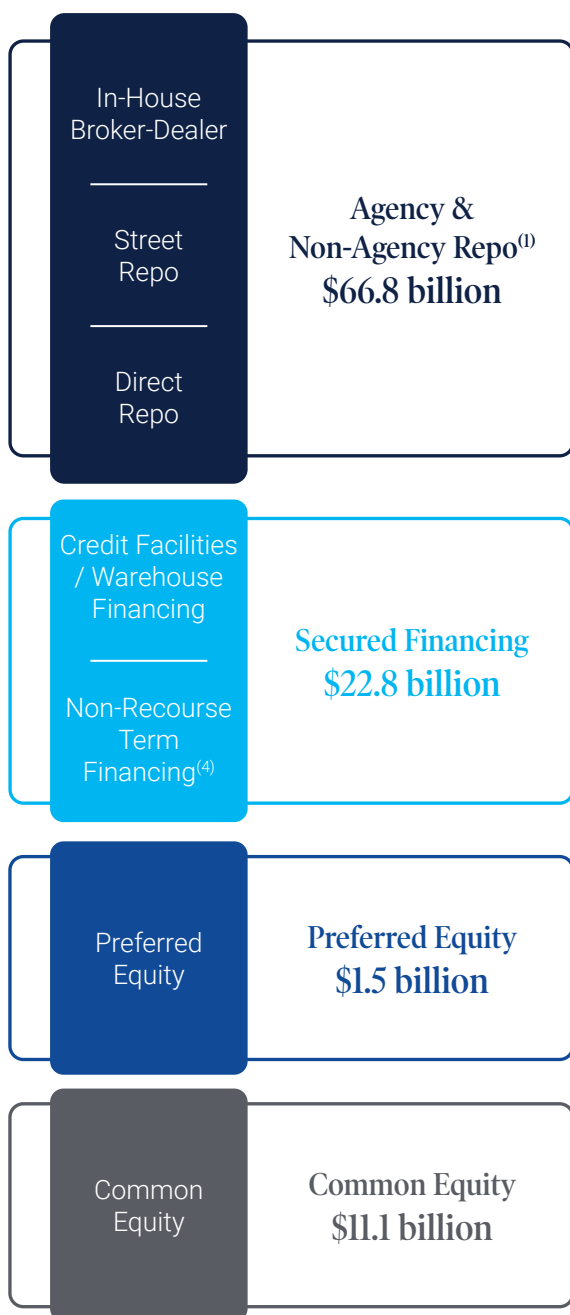 In-House
Broker-Dealer
Street
Repo
Direct
Repo
Agency &
Non-Agency Repo(1)
$66.8 billion
Credit Facilities
/ Warehouse
Financing
Non-Recourse
Term
Financing(4)
Secured Financing
$22.8 billion
Preferred
Equity
Preferred Equity
$1.5 billion
Common
Equity
Common Equity
$11.1 billion